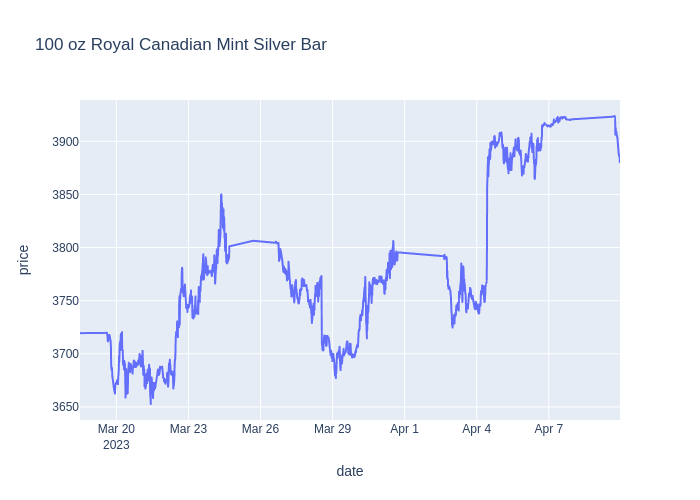 100 oz Royal Canadian Mint Silver Bar
price
3900
3850
3800
3750
3700
3650
Mar 20 Mar 23 Mar 26 Mar 29 Apr 1 Apr 4 Apr 7
2023
date